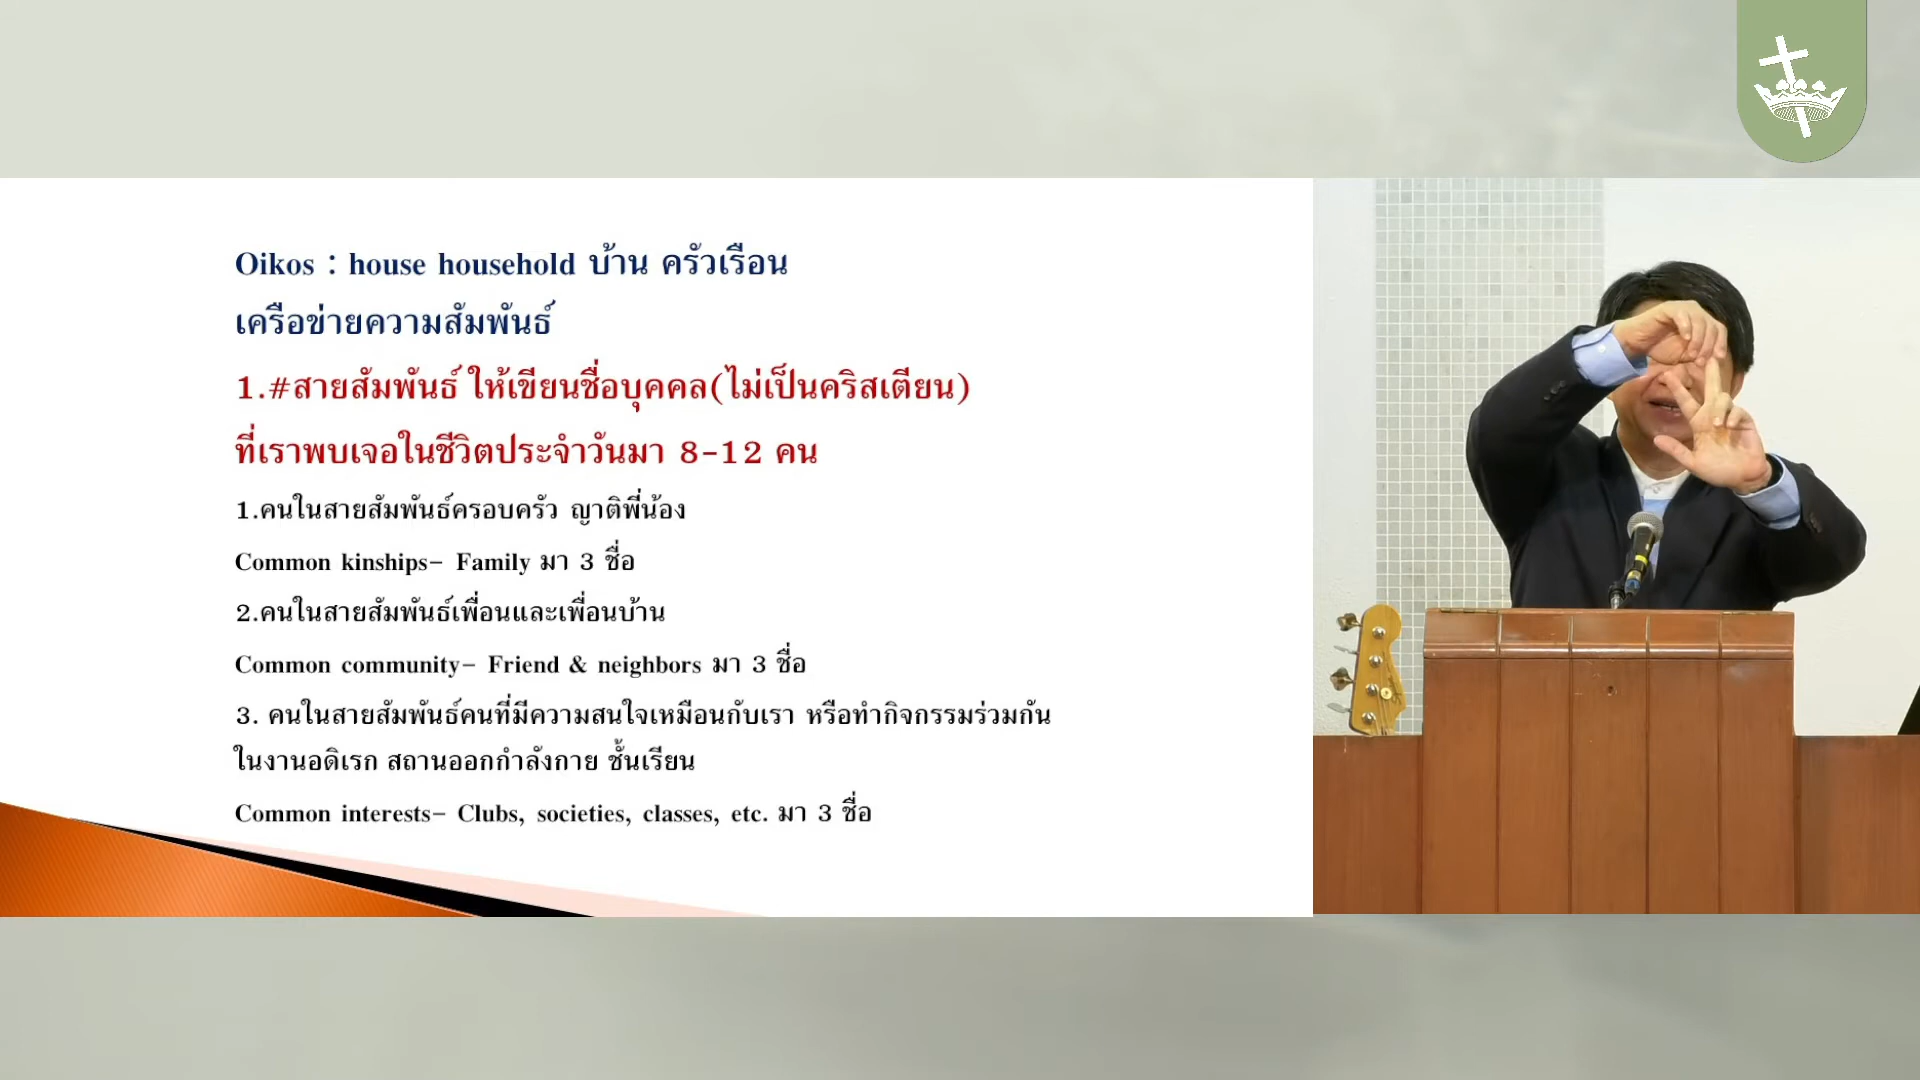 Oikos : house household บ้าน ครัวเรือน
เครือข่ายความสัมพันธ์
1.#สายสัมพันธ์ ให้เขียนชื่อบุคคล(ไม่เป็นคริสเตียน)
ที่เราพบเจอในชีวิตประจำวันมา 8-12 คน
1.คนในสายสัมพันธ์ครอบครัว ญาติพี่น้อง
Common kinships- Family มา 3 ชื่อ
2.คนในสายสัมพันธ์เพื่อนและเพื่อนบ้าน
Common community- Friend & neighbors มา 3 ชื่อ
3. คนในสายสัมพันธ์คนที่มีความสนใจเหมือนกับเรา หรือทำกิจกรรมร่วมกัน
ในงานอดิเรก สถานออกกำลังกาย ชั้นเรียน
Common interests- Clubs, societies, classes, etc. มา 3 ชื่อ